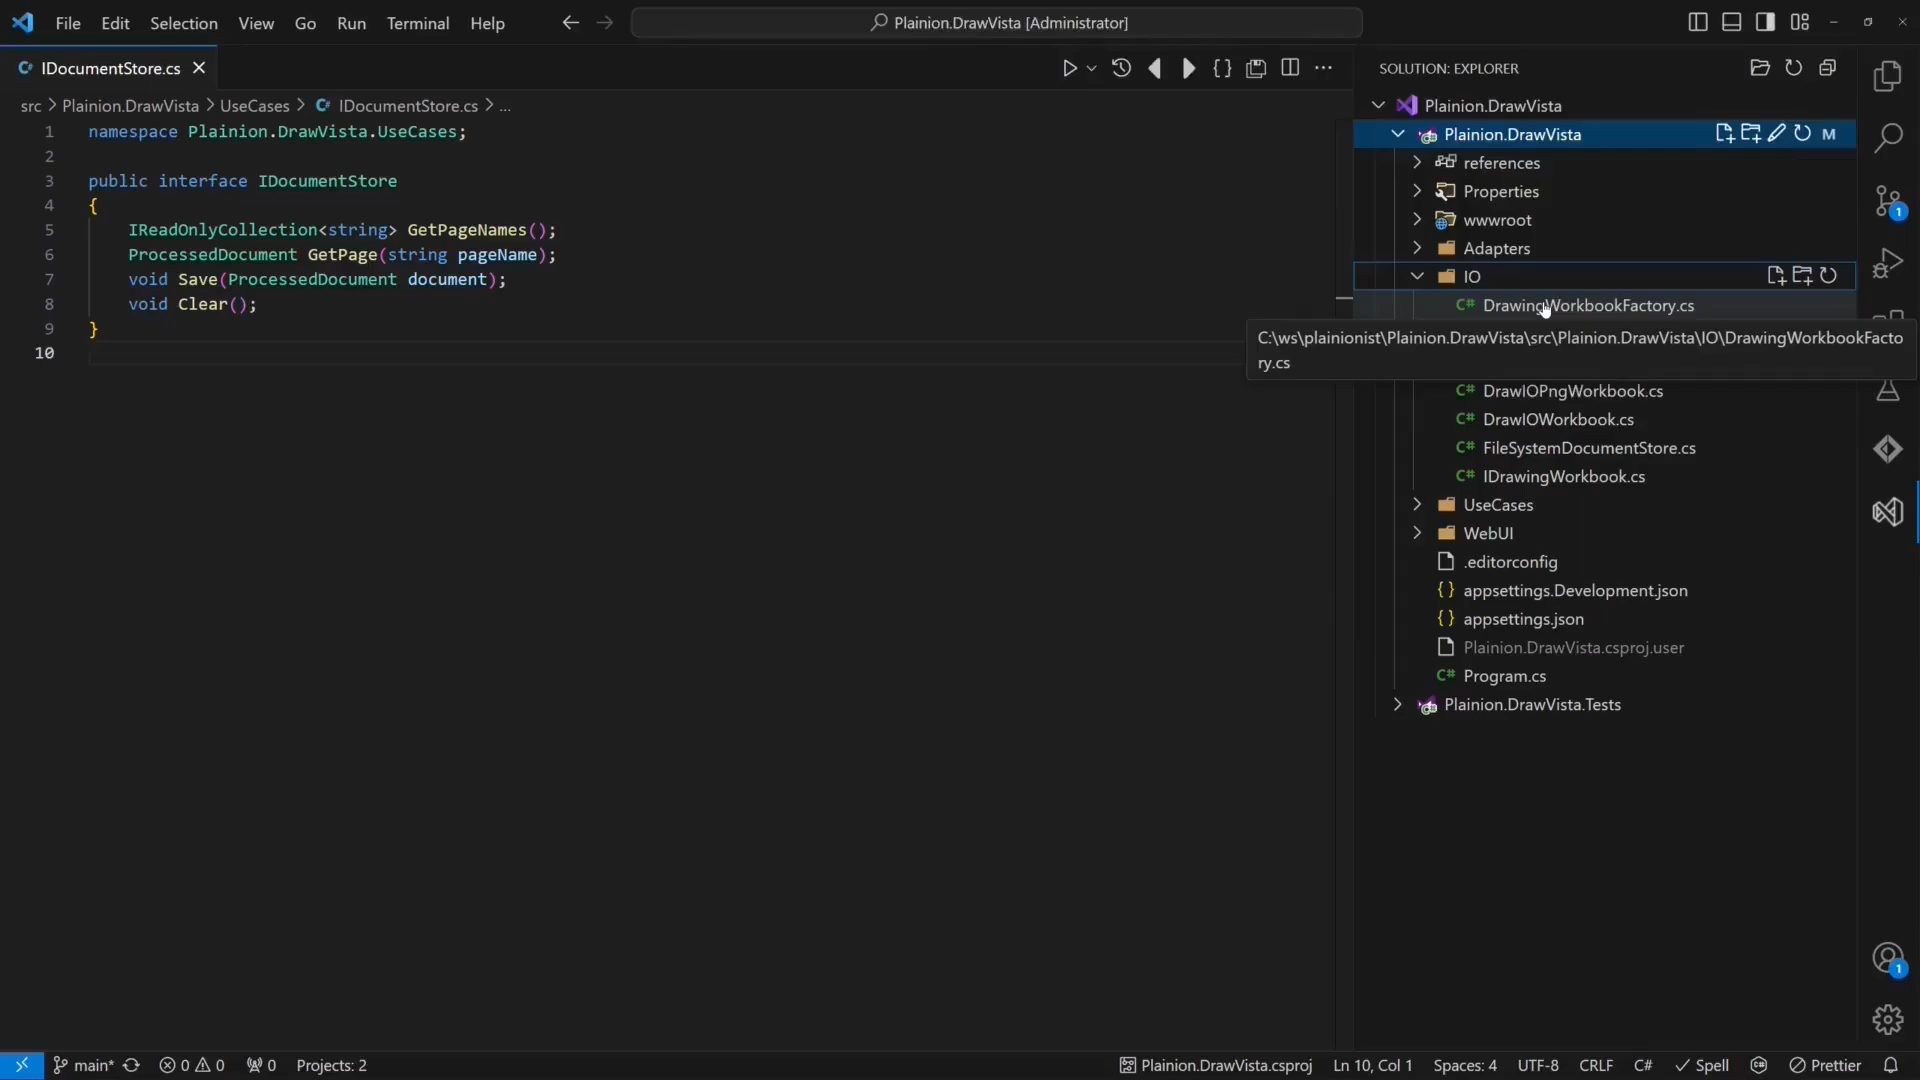 File Edit Selection View Go Run Terminal Help
Plainion.DrawVista [Administrator]
IDocumentStore.cs
src > Plainion.DrawVista > UseCases > IDocumentStore.cs > ...
1 namespace Plainion.DrawVista.UseCases;
2
3 public interface IDocumentStore
4 {
5     IReadOnlyCollection<string> GetPageNames();
6     ProcessedDocument GetPage(string pageName);
7     void Save(ProcessedDocument document);
8     void Clear();
9 }
10
SOLUTION: EXPLORER
Plainion.DrawVista
Plainion.DrawVista M
references
Properties
wwwroot
Adapters
IO
DrawingWorkbookFactory.cs
C:\ws\plainionist\Plainion.DrawVista\src\Plainion.DrawVista\IO\DrawingWorkbookFacto
ry.cs
DrawIOPngWorkbook.cs
DrawIOWorkbook.cs
FileSystemDocumentStore.cs
IDrawingWorkbook.cs
UseCases
WebUI
.editorconfig
appsettings.Development.json
appsettings.json
Plainion.DrawVista.csproj.user
Program.cs
Plainion.DrawVista.Tests
1
1
main* 0 0 0 Projects: 2 Plainion.DrawVista.csproj Ln 10, Col 1 Spaces: 4 UTF-8 CRLF C# Spell Prettier